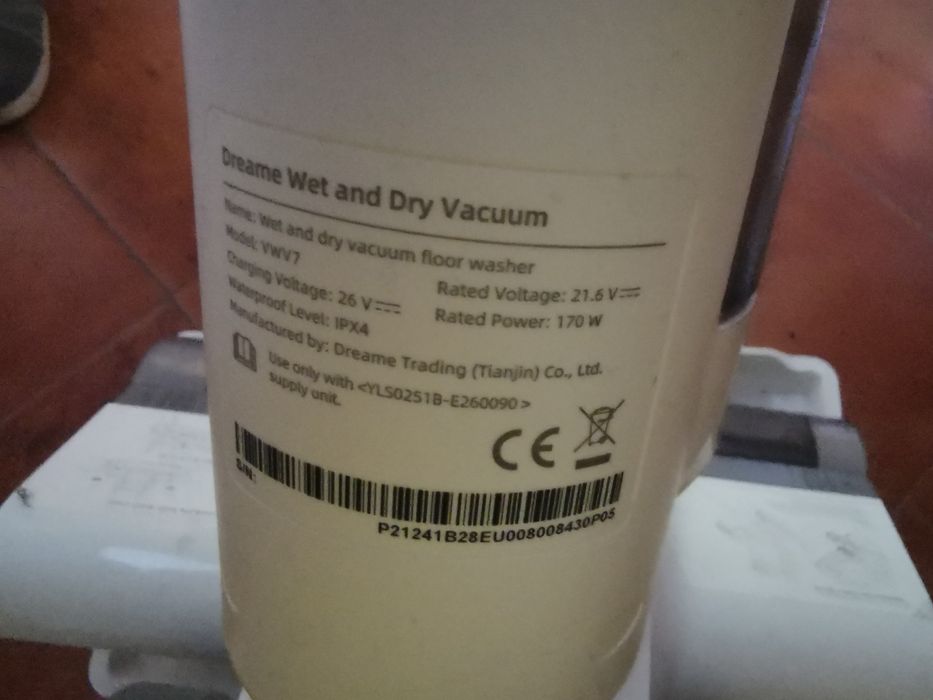 Dreame Wet and Dry Vacuum
Name: Wet and dry vacuum floor washer
Model: VWV7
Charging Voltage: 26 V Rated Voltage: 21.6 V
Waterproof Level: IPX4 Rated Power: 170 W
Manufactured by: Dreame Trading (Tianjin) Co., Ltd.
Use only with <YLS0251B-E260090>
supply unit.
CE
S/N:
P21241B28EU008008430P05